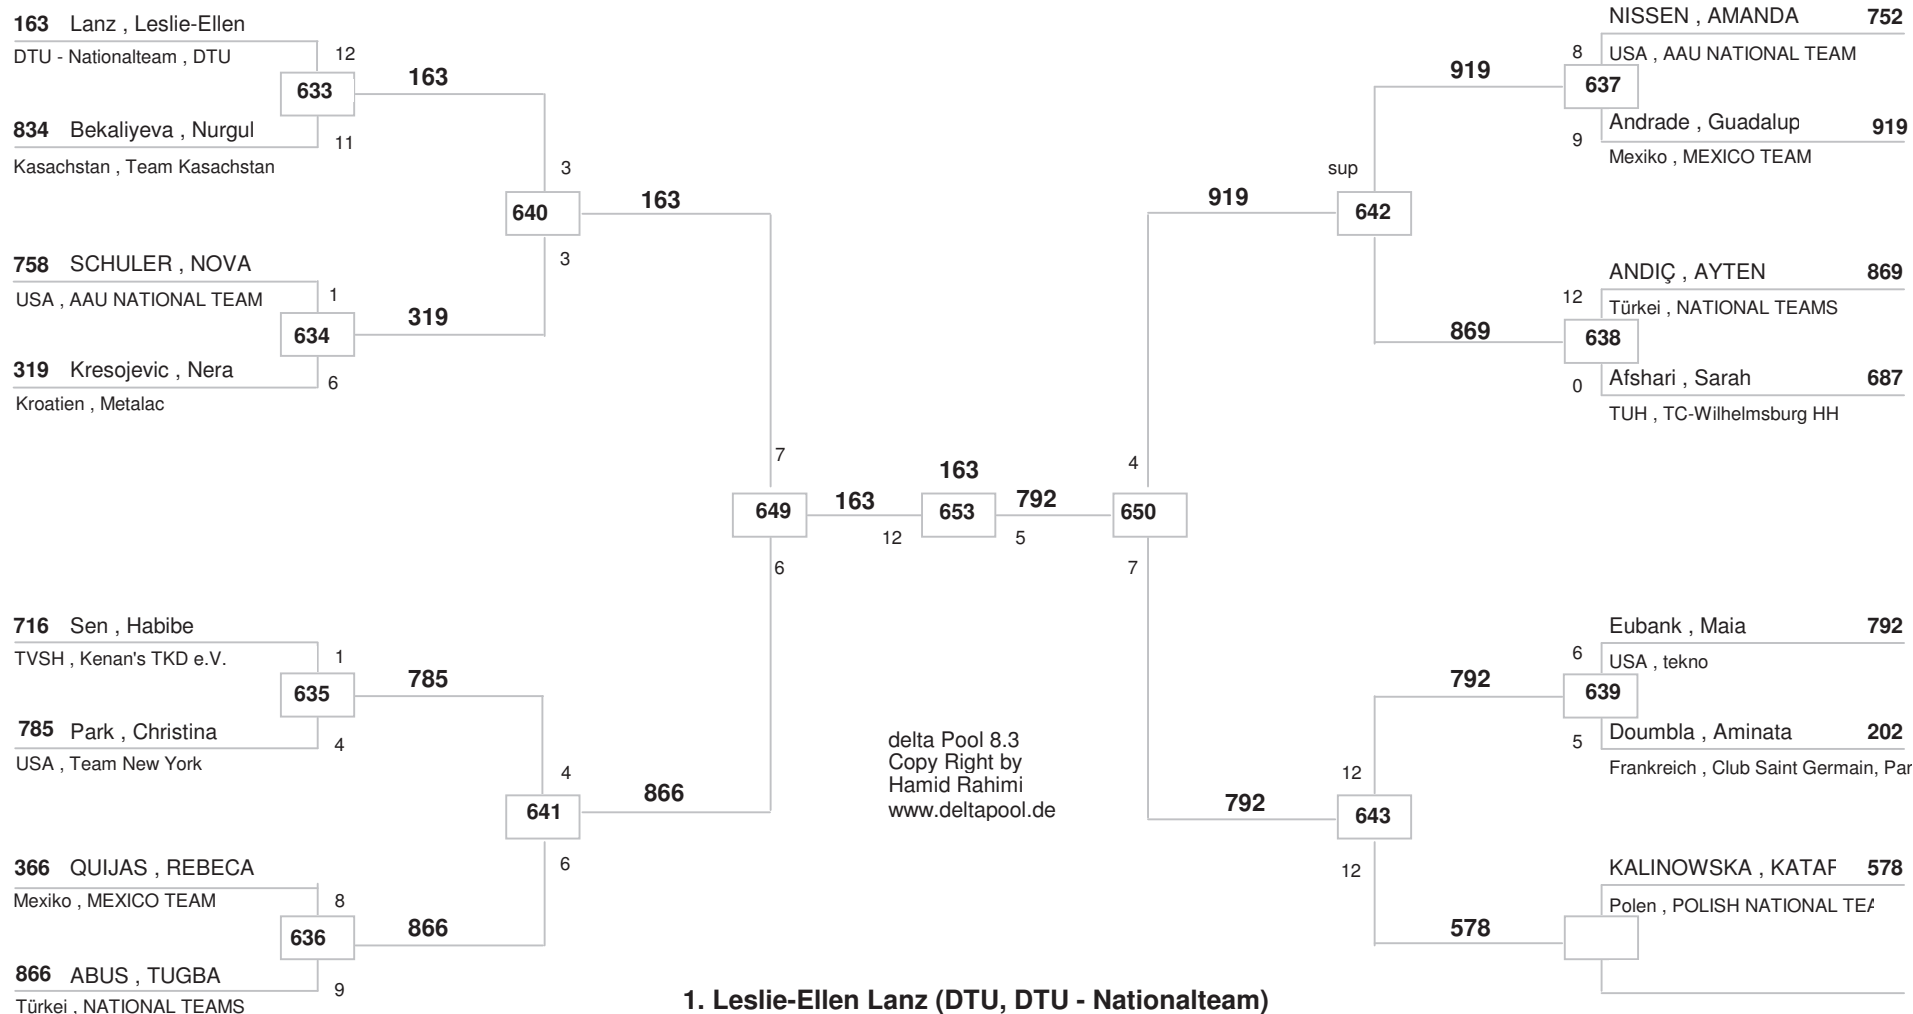 163 Lanz , Leslie-Ellen
DTU - Nationalteam , DTU
12
633
163
834 Bekaliyeva , Nurgul
11
Kasachstan , Team Kasachstan
3
640
163
3
758 SCHULER , NOVA
USA , AAU NATIONAL TEAM
1
634
319
319 Kresojevic , Nera
6
Kroatien , Metalac
7
649
163
12
6
716 Sen , Habibe
TVSH , Kenan's TKD e.V.
1
635
785
785 Park , Christina
4
USA , Team New York
4
641
866
6
366 QUIJAS , REBECA
Mexiko , MEXICO TEAM
8
636
866
866 ABUS , TUGBA
9
Türkei , NATIONAL TEAMS
163
653
792
5
650
4
7
NISSEN , AMANDA 752
8
USA , AAU NATIONAL TEAM
919
637
Andrade , Guadalup 919
9
Mexiko , MEXICO TEAM
sup
919
642
ANDIÇ , AYTEN 869
12
Türkei , NATIONAL TEAMS
869
638
Afshari , Sarah 687
0
TUH , TC-Wilhelmsburg HH
Eubank , Maia 792
6
USA , tekno
792
639
Doumbla , Aminata 202
5
Frankreich , Club Saint Germain, Par
12
792
643
12
KALINOWSKA , KATAF 578
Polen , POLISH NATIONAL TEA
578
delta Pool 8.3
Copy Right by
Hamid Rahimi
www.deltapool.de
1. Leslie-Ellen Lanz (DTU, DTU - Nationalteam)